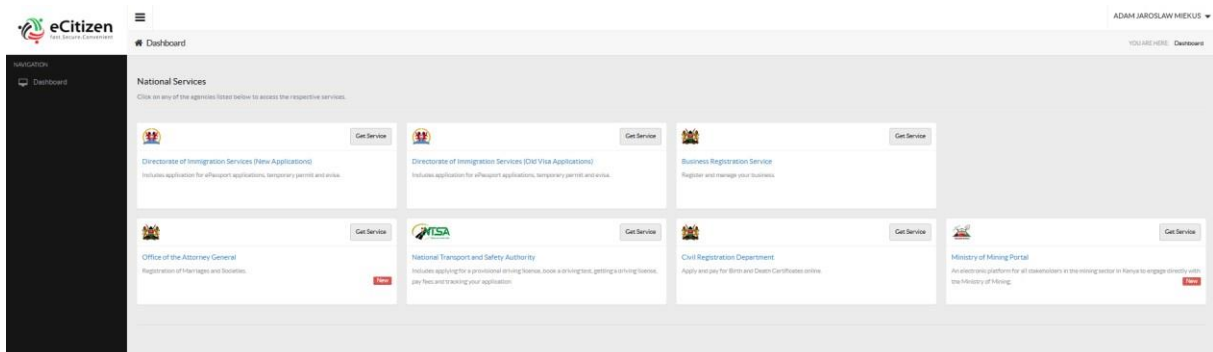 eCitizen
Fast. Secure. Convenient
ADAM JAROSLAW MIEKUS
Dashboard
YOU ARE HERE: Dashboard
NAVIGATION
Dashboard
National Services
Click on any of the agencies listed below to access the respective services.
Get Service
Directorate of Immigration Services (New Applications)
Includes application for ePassport applications, temporary permit and evisa.
Get Service
Directorate of Immigration Services (Old Visa Applications)
Includes application for ePassport applications, temporary permit and evisa.
Get Service
Business Registration Service
Register and manage your business
Get Service
Office of the Attorney General
Registration of Marriages and Societies.
New
NTSA
Get Service
National Transport and Safety Authority
Includes applying for a provisional driving license, book a driving test, getting a driving license,
pay fees and tracking your application.
Get Service
Civil Registration Department
Apply and pay for Birth and Death Certificates online.
Get Service
Ministry of Mining Portal
An electronic platform for all stakeholders in the mining sector in Kenya to engage directly with
the Ministry of Mining.
New